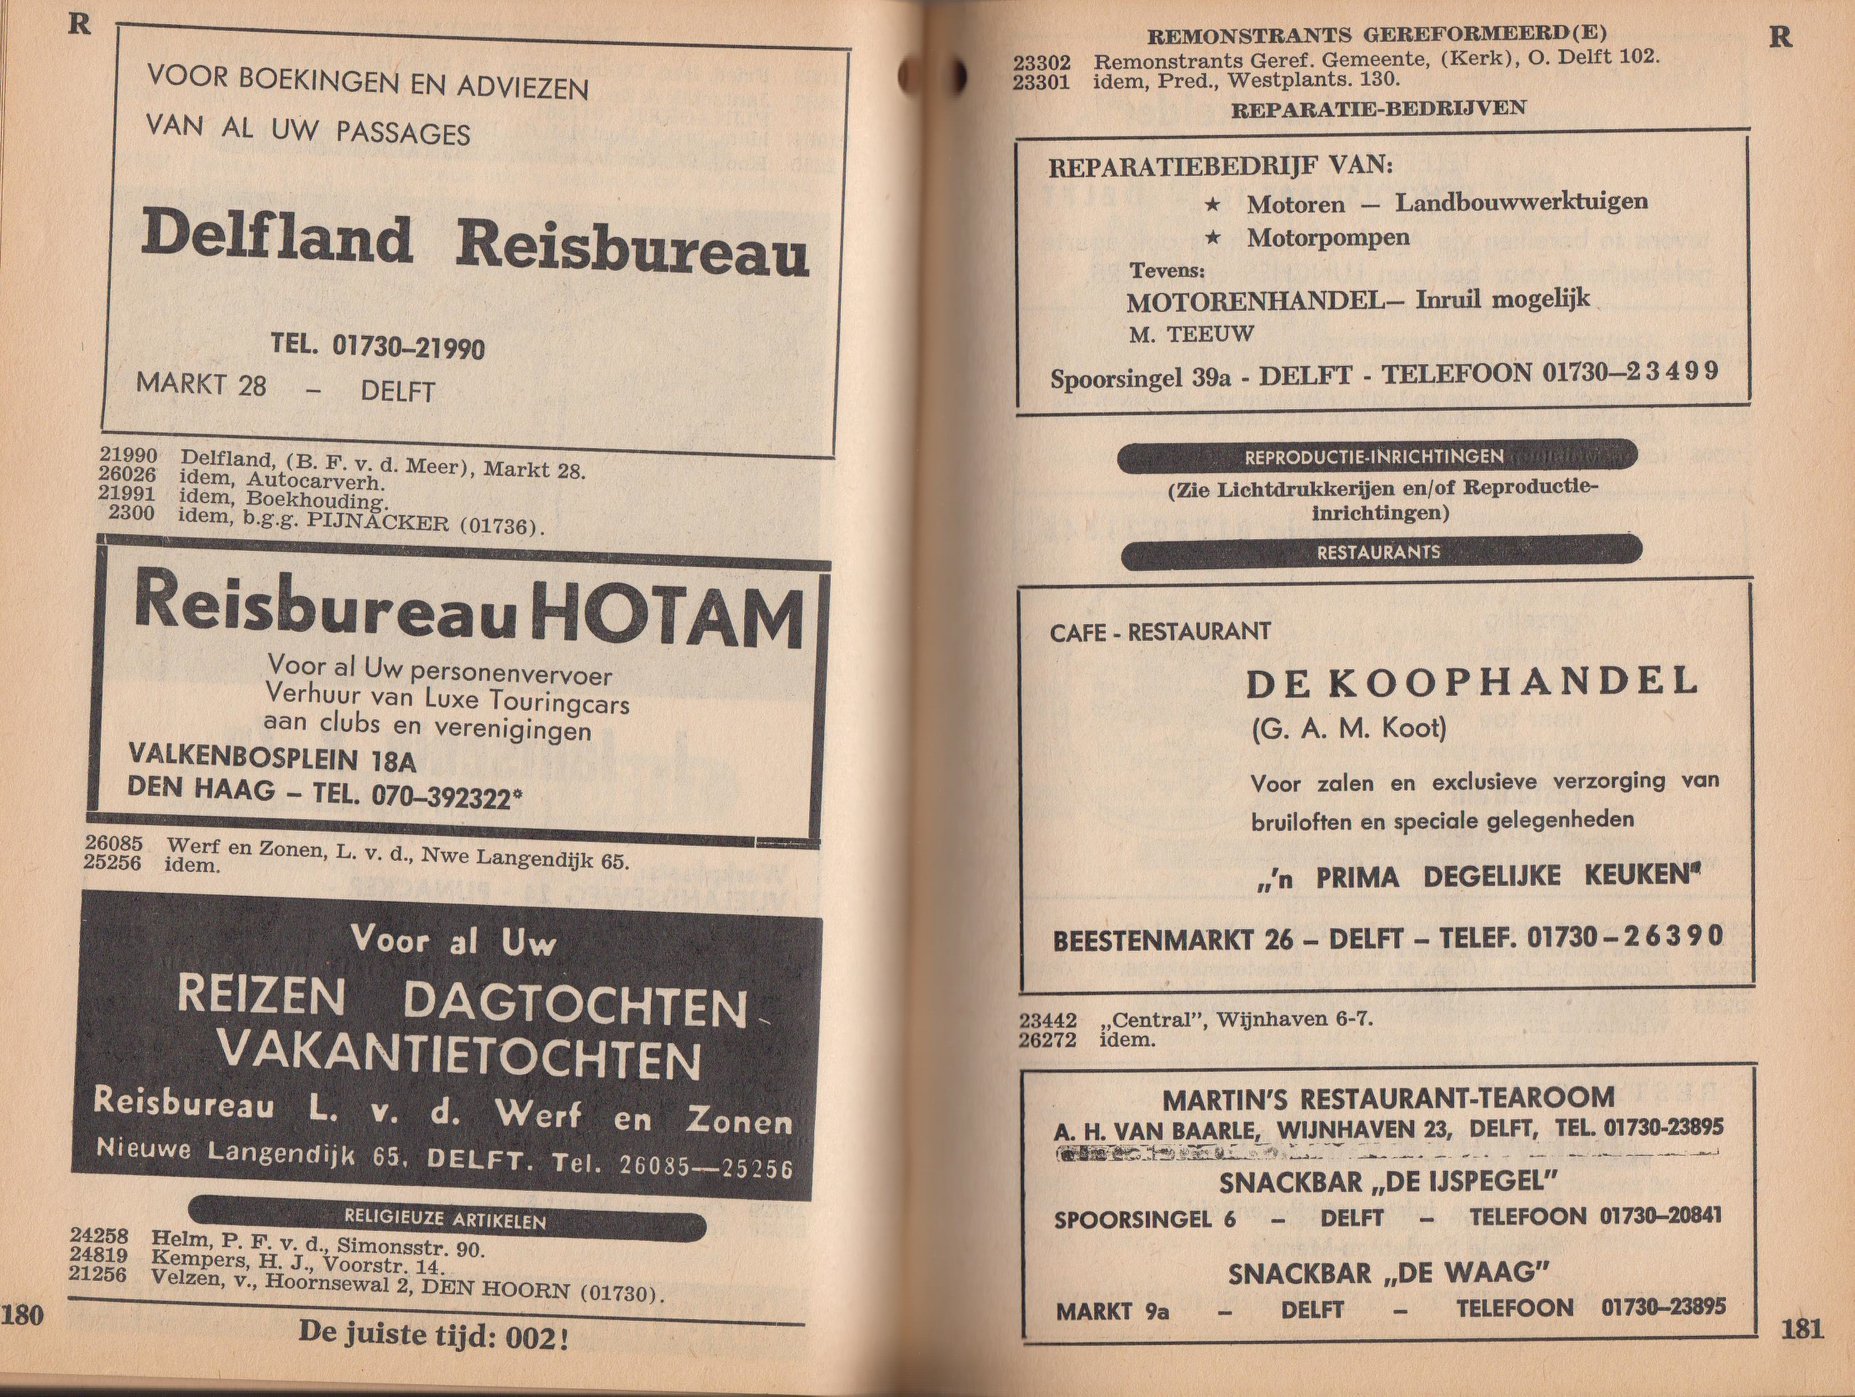 R
VOOR BOEKINGEN EN ADVIEZEN
VAN AL UW PASSAGES
Delfland Reisbureau
TEL. 01730–21990
MARKT 28 – DELFT
21990 Delfland, (B. F. v. d. Meer), Markt 28.
26026 idem, Autocarverh.
21991 idem, Boekhouding.
2300 idem, b.g.g. PIJNACKER (01736).
Reisbureau HOTAM
Voor al Uw personenvervoer
Verhuur van Luxe Touringcars
aan clubs en verenigingen
VALKENBOSPLEIN 18A
DEN HAAG – TEL. 070–392322*
26085 Werf en Zonen, L. v. d., Nwe Langendijk 65.
25256 idem.
Voor al Uw
REIZEN DAGTOCHTEN
VAKANTIETOCHTEN
Reisbureau L. v. d. Werf en Zonen
Nieuwe Langendijk 65, DELFT. Tel. 26085—25256
RELIGIEUZE ARTIKELEN
24258 Helm, P. F. v. d., Simonsstr. 90.
24819 Kempers, H. J., Voorstr. 14.
21256 Velzen, v., Hoornsewal 2, DEN HOORN (01730).
180
De juiste tijd: 002!
R
REMONSTRANTS GEREFORMEERD(E)
23302 Remonstrants Geref. Gemeente, (Kerk), O. Delft 102.
23301 idem, Pred., Westplants. 130.
REPARATIE-BEDRIJVEN
REPARATIEBEDRIJF VAN:
★ Motoren — Landbouwwerktuigen
★ Motorpompen
Tevens:
MOTORENHANDEL— Inruil mogelijk
M. TEEUW
Spoorsingel 39a - DELFT - TELEFOON 01730—23499
REPRODUCTIE-INRICHTINGEN
(Zie Lichtdrukkerijen en/of Reproductie-
inrichtingen)
RESTAURANTS
CAFE - RESTAURANT
DE KOOPHANDEL
(G. A. M. Koot)
Voor zalen en exclusieve verzorging van
bruiloften en speciale gelegenheden
„'n PRIMA DEGELIJKE KEUKEN"
BEESTENMARKT 26 – DELFT – TELEF. 01730–26390
23442 „Central”, Wijnhaven 6-7.
26272 idem.
MARTIN'S RESTAURANT-TEAROOM
A. H. VAN BAARLE, WIJNHAVEN 23, DELFT, TEL. 01730-23895
SNACKBAR „DE IJSPEGEL”
SPOORSINGEL 6 – DELFT – TELEFOON 01730–20841
SNACKBAR „DE WAAG”
MARKT 9a – DELFT – TELEFOON 01730–23895
181